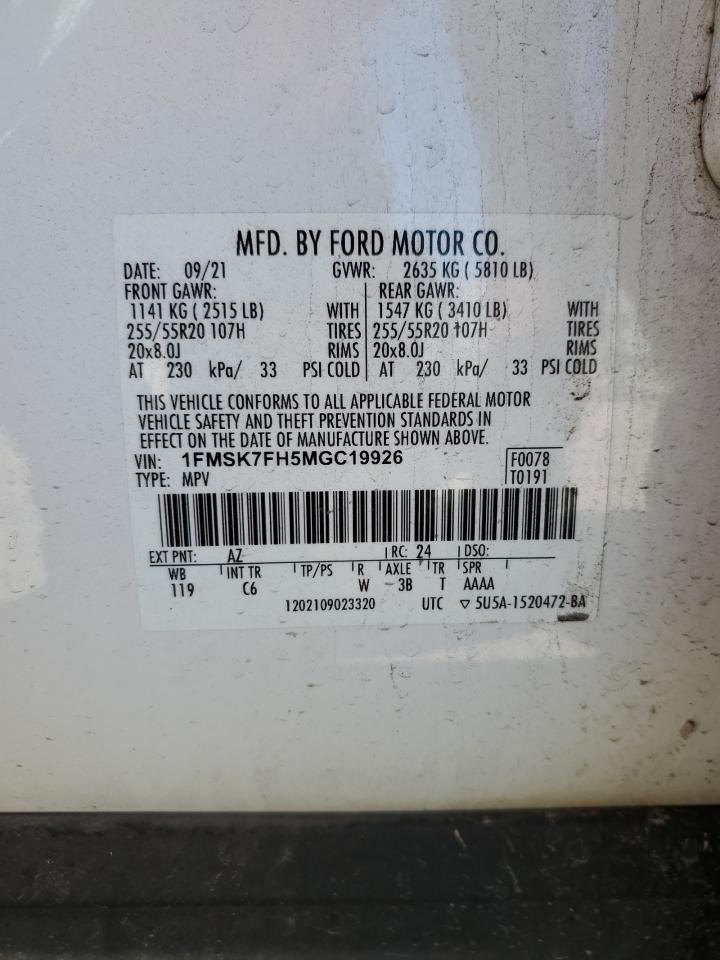 MFD. BY FORD MOTOR CO.
DATE: 09/21 GVWR: 2635 KG ( 5810 LB)
FRONT GAWR: REAR GAWR:
1141 KG ( 2515 LB) WITH 1547 KG ( 3410 LB) WITH
255/55R20 107H TIRES 255/55R20 107H TIRES
20x8.0J RIMS 20x8.0J RIMS
AT 230 kPa/ 33 PSI COLD AT 230 kPa/ 33 PSI COLD
THIS VEHICLE CONFORMS TO ALL APPLICABLE FEDERAL MOTOR
VEHICLE SAFETY AND THEFT PREVENTION STANDARDS IN
EFFECT ON THE DATE OF MANUFACTURE SHOWN ABOVE.
VIN: 1FMSK7FH5MGC19926 F0078
TYPE: MPV T0191
EXT PNT: AZ RC: 24 DSO:
WB INT TR TP/PS R AXLE TR SPR
119 C6 W 3B T AAAA
1202109023320 UTC ▽ 5U5A-1520472-BA